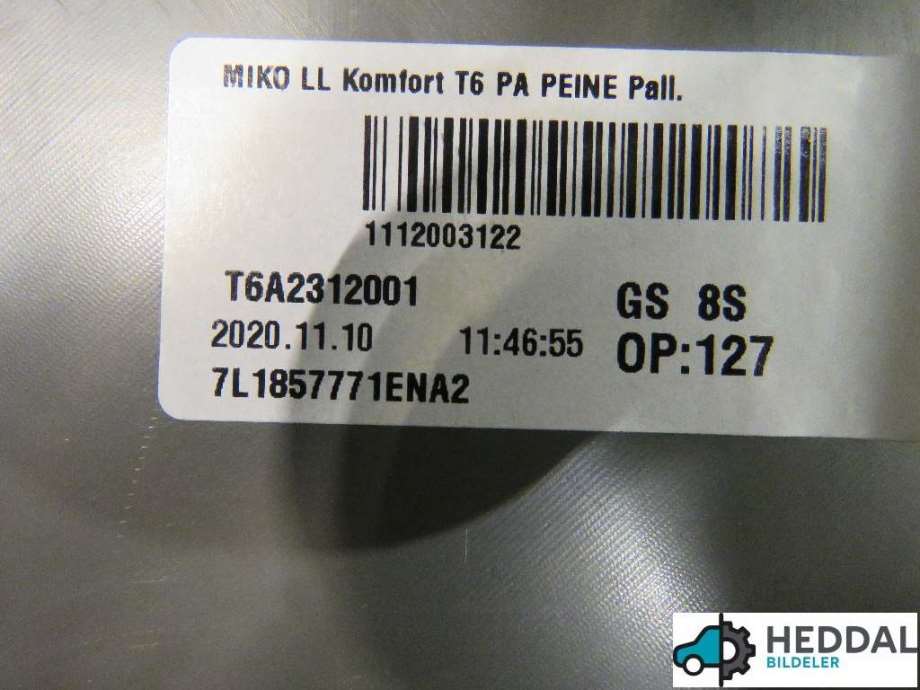 MIKO LL Komfort T6 PA PEINE Pall.
1112003122
T6A2312001
GS 8S
2020.11.10 11:46:55
OP:127
7L1857771ENA2
HEDDAL
BILDELER